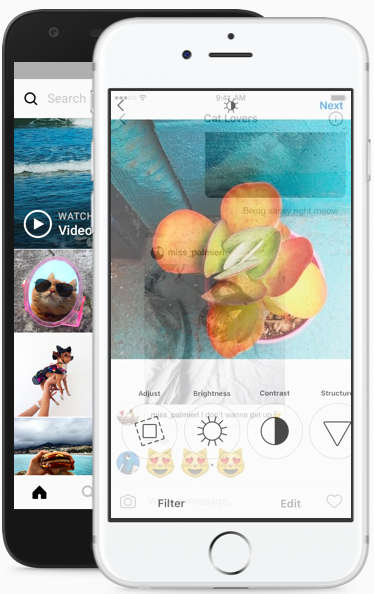 Search
WATCH
Video
9:41 AM
Next
Cat Lovers
Being sassy right meow
miss_palmieri
Adjust
Brightness
Contrast
Structure
miss_palmieri I don't wanna get up
message..
Filter
Edit